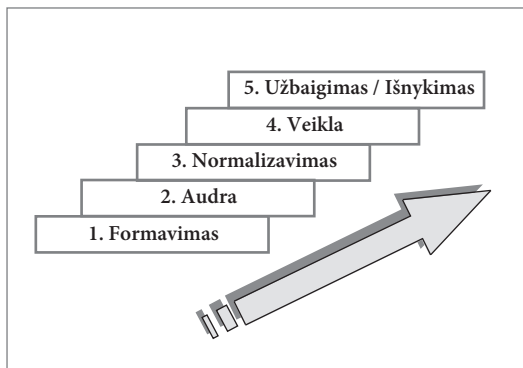 5. Užbaigimas / Išnykimas
4. Veikla
3. Normalizavimas
2. Audra
1. Formavimas